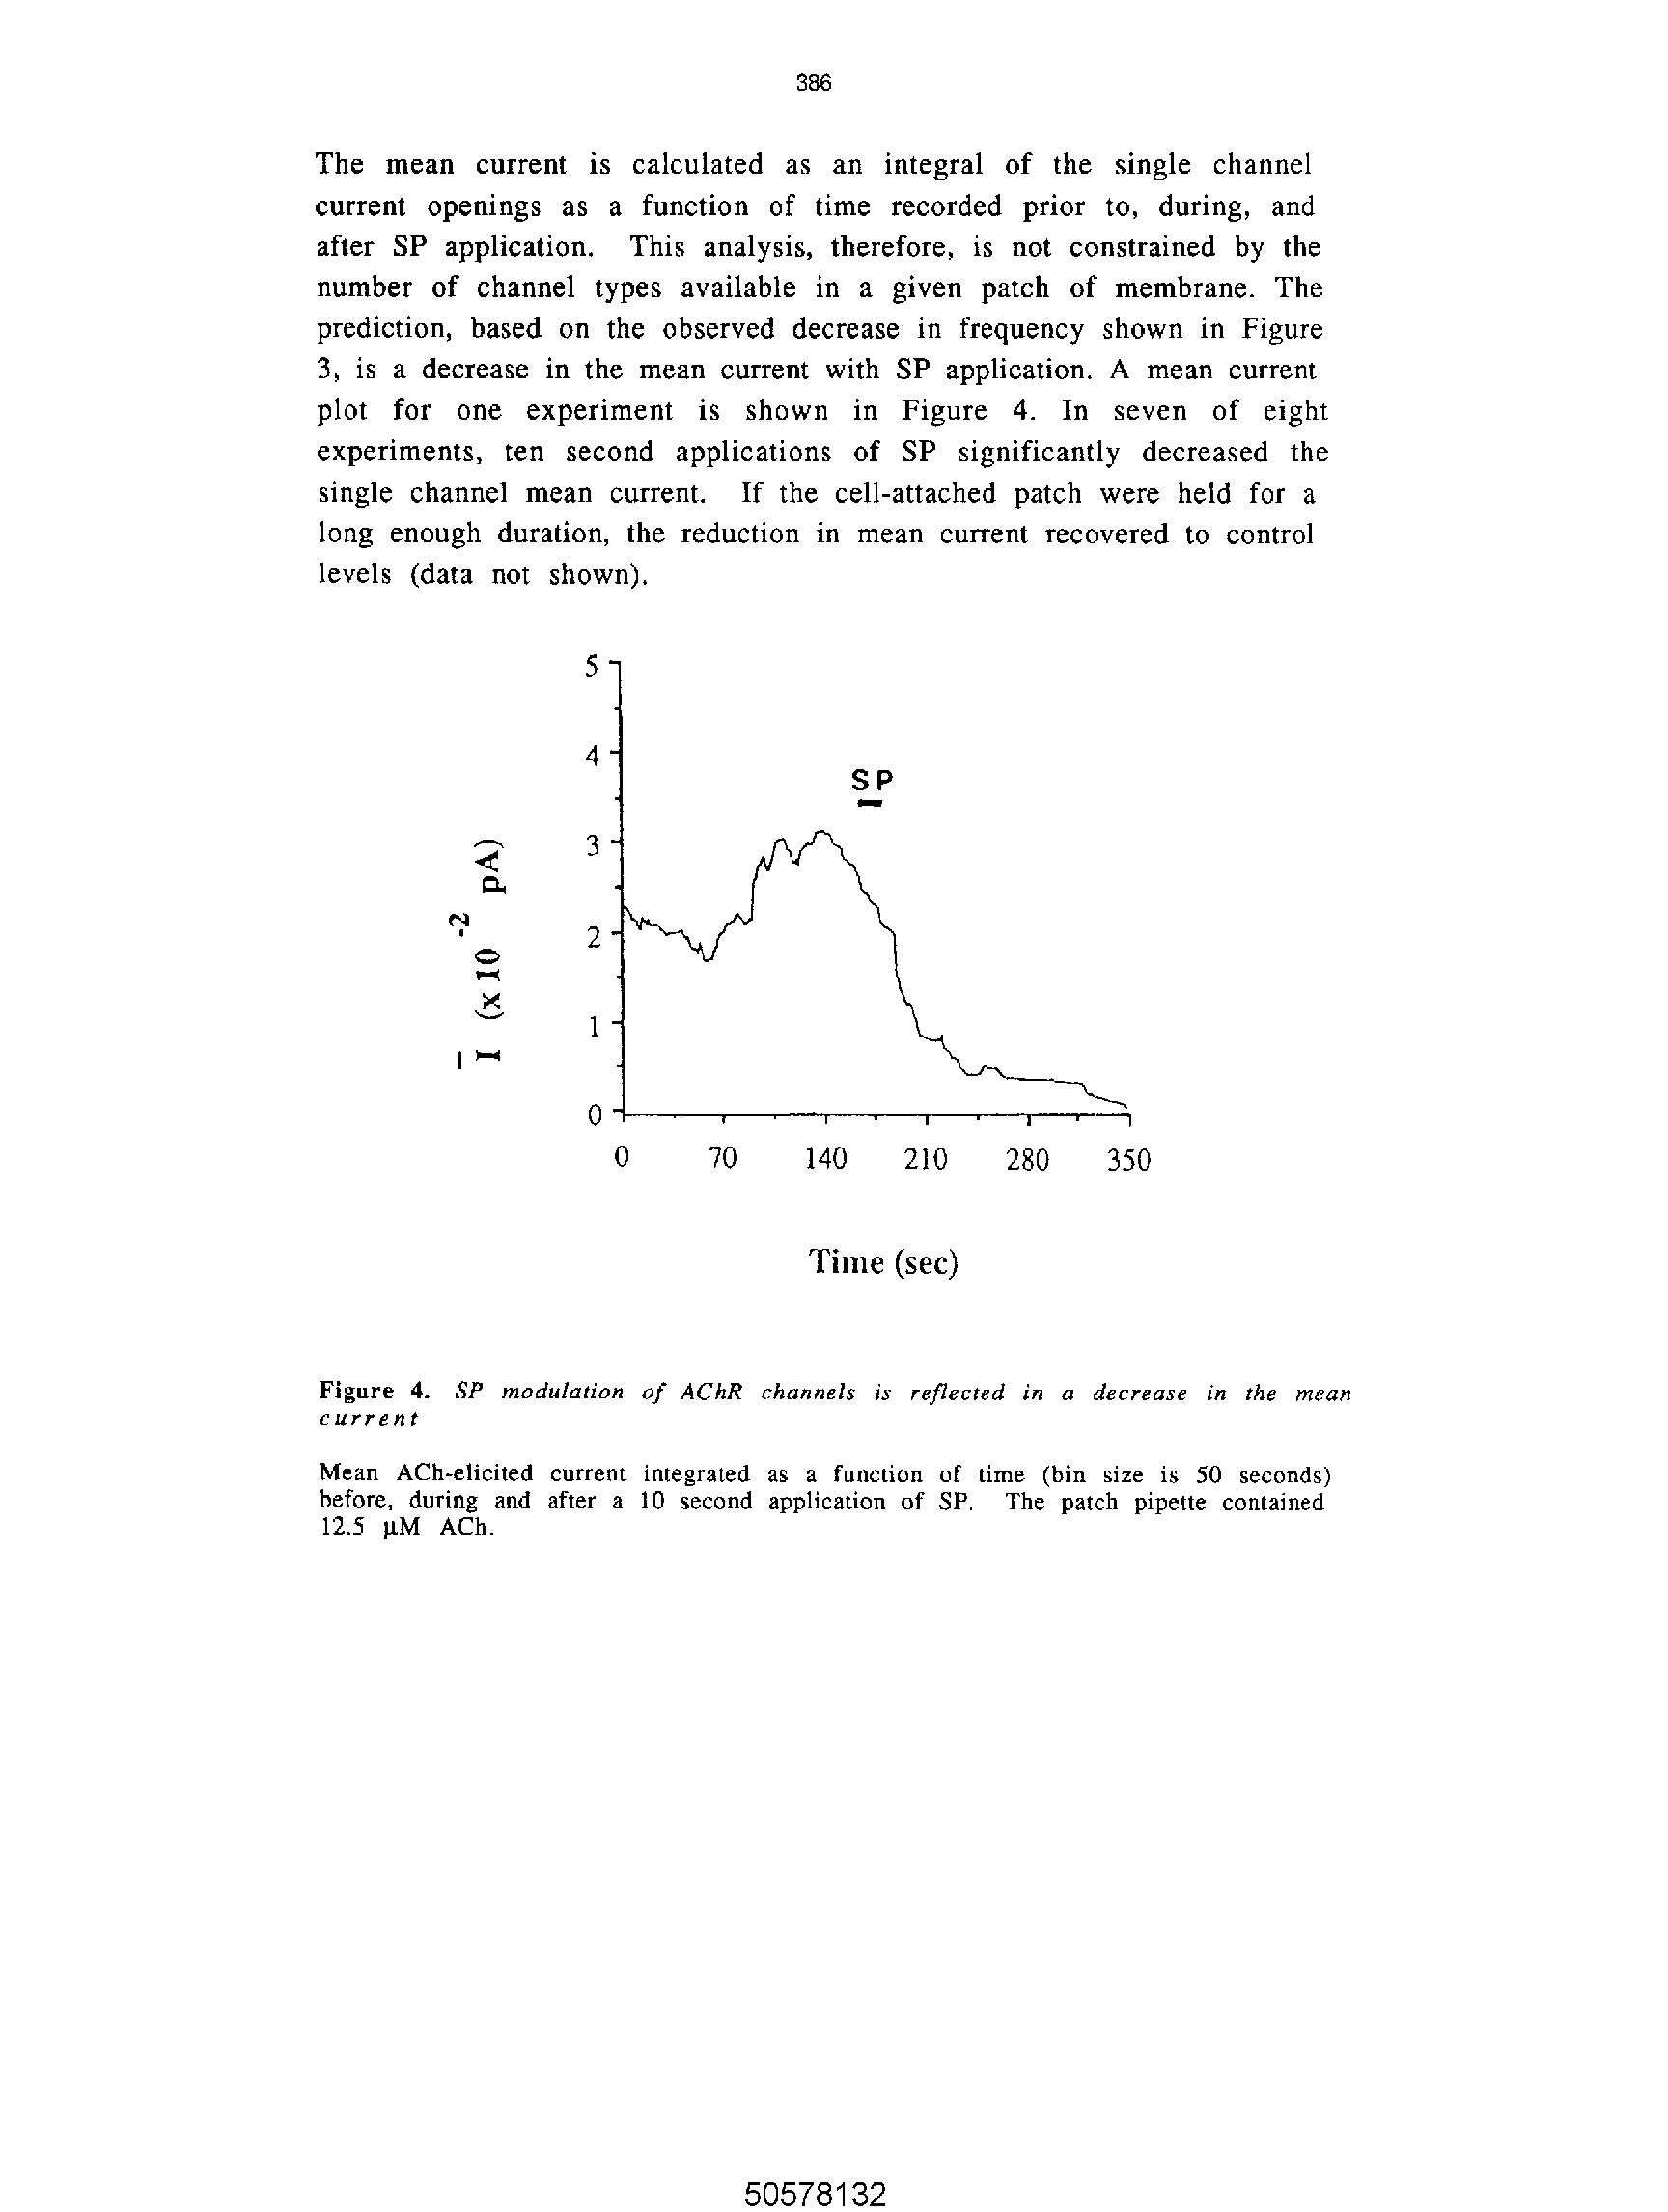 386
The mean current is calculated as an integral of the single channel
current openings as a function of time recorded prior to, during, and
after SP application. This analysis, therefore, is not constrained by the
number of channel types available in a given patch of membrane. The
prediction, based on the observed decrease in frequency shown in Figure
3, is a decrease in the mean current with SP application. A mean current
plot for one experiment is shown in Figure 4. In seven of eight
experiments, ten second applications of SP significantly decreased the
single channel mean current. If the cell-attached patch were held for a
long enough duration, the reduction in mean current recovered to control
levels (data not shown).
5
4
SP
3
2
1
0
I (x 10 -2 pA)
0 70 140 210 280 350
Time (sec)
Figure 4. SP modulation of AChR channels is reflected in a decrease in the mean
current
Mean ACh-elicited current integrated as a function of time (bin size is 50 seconds)
before, during and after a 10 second application of SP. The patch pipette contained
12.5 µM ACh.
50578132